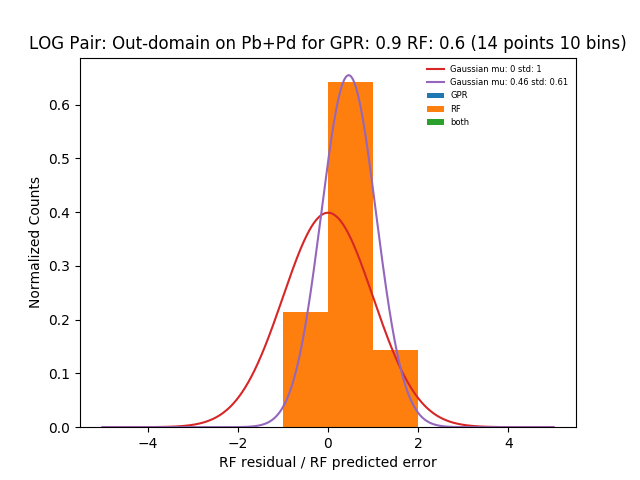 LOG Pair: Out-domain on Pb+Pd for GPR: 0.9 RF: 0.6 (14 points 10 bins)
Gaussian mu: 0 std: 1
Gaussian mu: 0.46 std: 0.61
GPR
RF
both
Normalized Counts
0.6
0.5
0.4
0.3
0.2
0.1
0.0
−4 −2 0 2 4
RF residual / RF predicted error